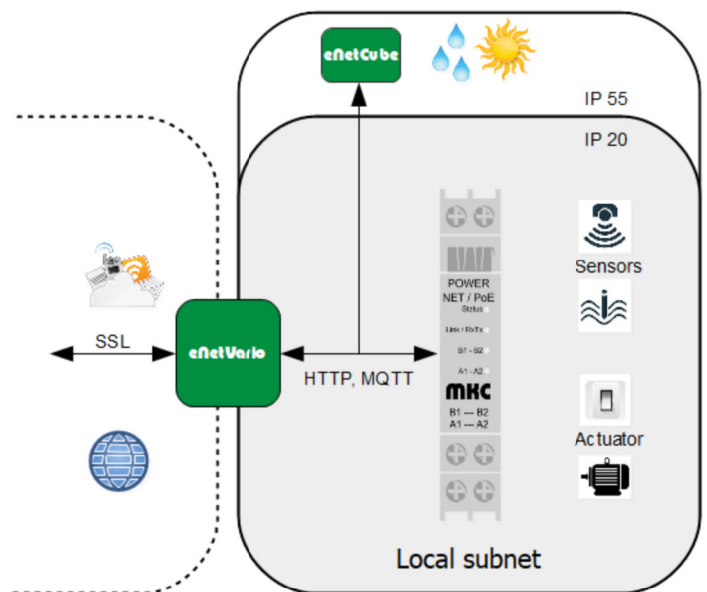 eNetCube
IP 55
IP 20
Sensors
POWER
NET / PoE
Status
Link / RxTx
B1 - B2
A1 - A2
MKC
B1 --- B2
A1 --- A2
SSL
eNetVario
HTTP, MQTT
Actuator
Local subnet